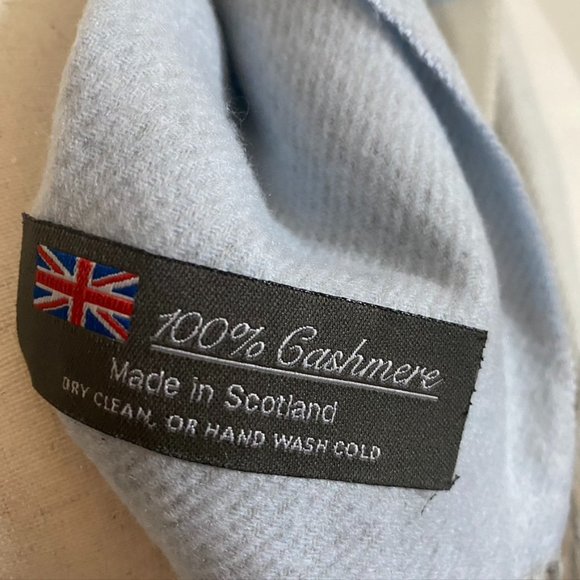 100% Cashmere
Made in Scotland
DRY CLEAN, OR HAND WASH COLD